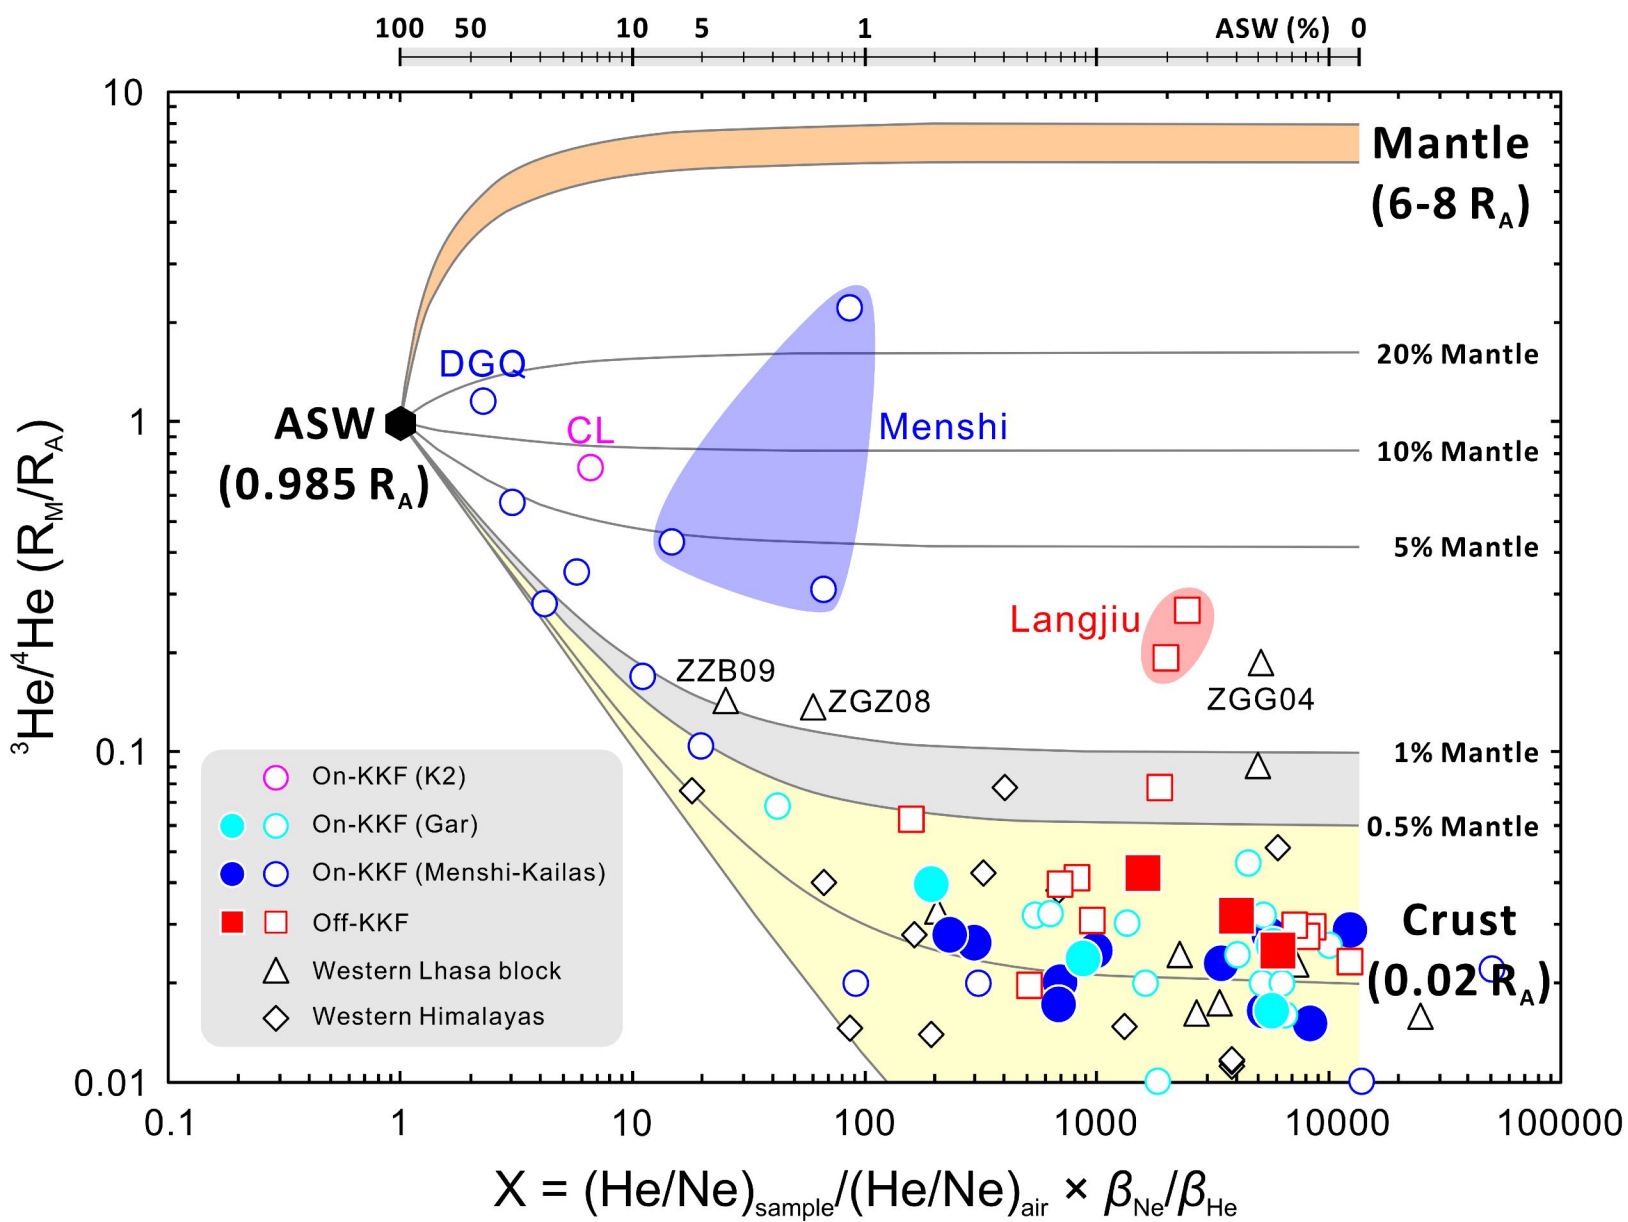 100 50 10 5 1 ASW (%) 0
10
Mantle
(6-8 RA)
20% Mantle
DGQ
1
ASW
(0.985 RA)
CL
Menshi
10% Mantle
5% Mantle
Langjiu
ZZB09
ZGZ08
ZGG04
0.1
1% Mantle
0.5% Mantle
On-KKF (K2)
On-KKF (Gar)
On-KKF (Menshi-Kailas)
Off-KKF
Western Lhasa block
Western Himalayas
Crust
(0.02 RA)
0.01
0.1 1 10 100 1000 10000 100000
³He/⁴He (RM/RA)
X = (He/Ne)sample/(He/Ne)air × βNe/βHe